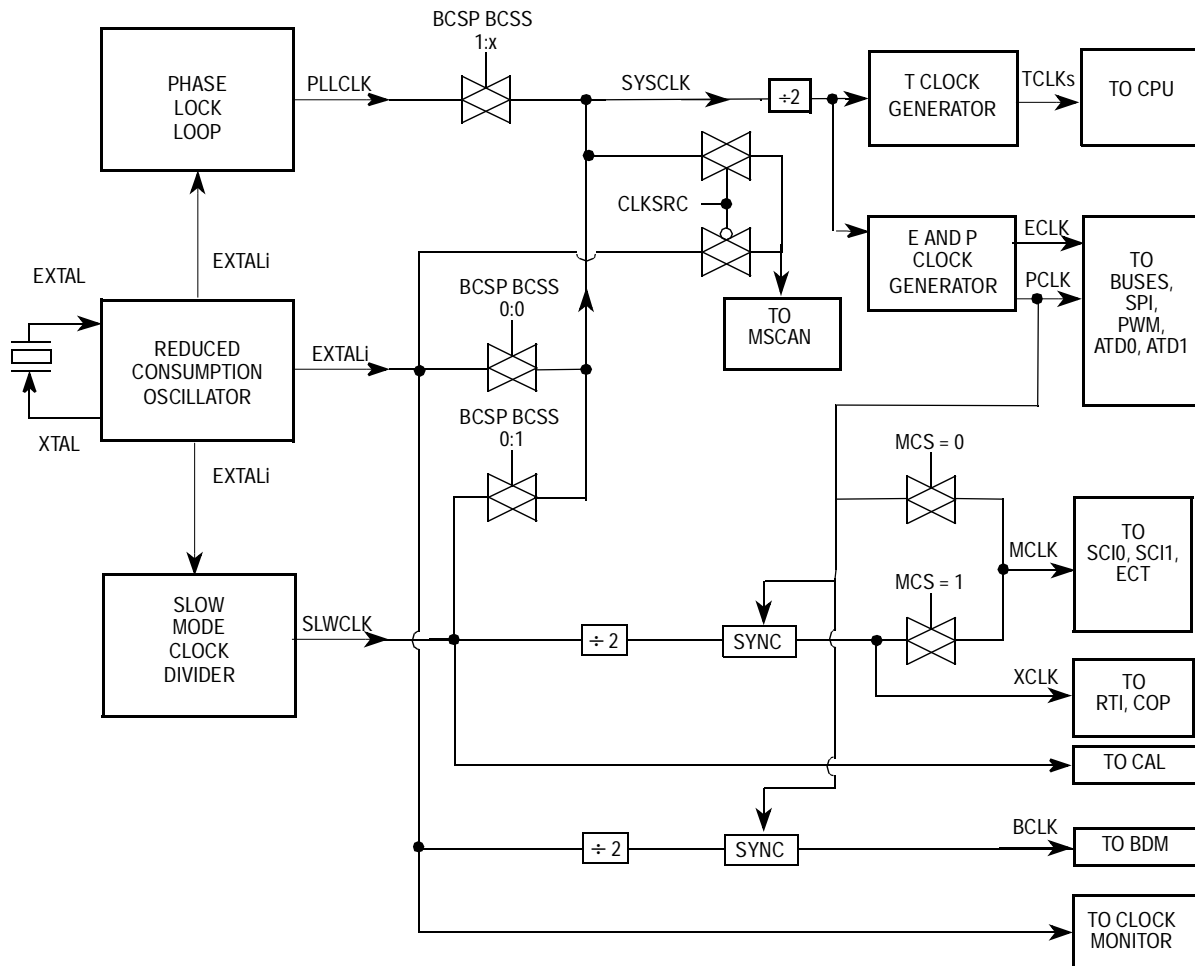 BCSP BCSS
1:x
PHASE
LOCK
LOOP
PLLCLK
SYSCLK
÷2
T CLOCK
GENERATOR
TCLKs
TO CPU
CLKSRC
E AND P
CLOCK
GENERATOR
ECLK
PCLK
TO
BUSES,
SPI,
PWM,
ATD0, ATD1
EXTAL
EXTALi
BCSP BCSS
0:0
TO
MSCAN
REDUCED
CONSUMPTION
OSCILLATOR
EXTALi
XTAL
EXTALi
BCSP BCSS
0:1
MCS = 0
TO
SCI0, SCI1,
ECT
MCLK
MCS = 1
SLOW
MODE
CLOCK
DIVIDER
SLWCLK
÷ 2
SYNC
XCLK
TO
RTI, COP
TO CAL
÷ 2
SYNC
BCLK
TO BDM
TO CLOCK
MONITOR